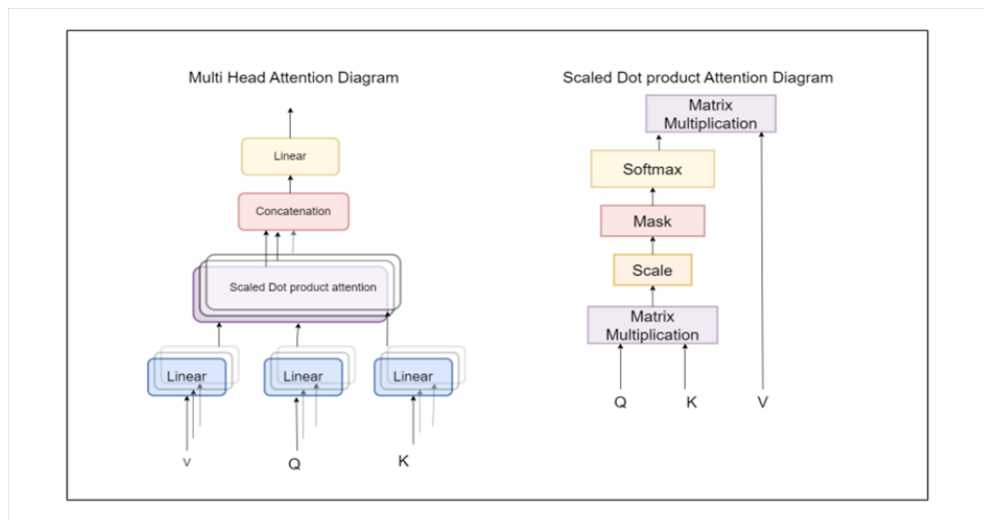 Multi Head Attention Diagram
Linear
Concatenation
Scaled Dot product attention
Linear
Linear
Linear
V
Q
K
Scaled Dot product Attention Diagram
Matrix
Multiplication
Softmax
Mask
Scale
Matrix
Multiplication
Q
K
V